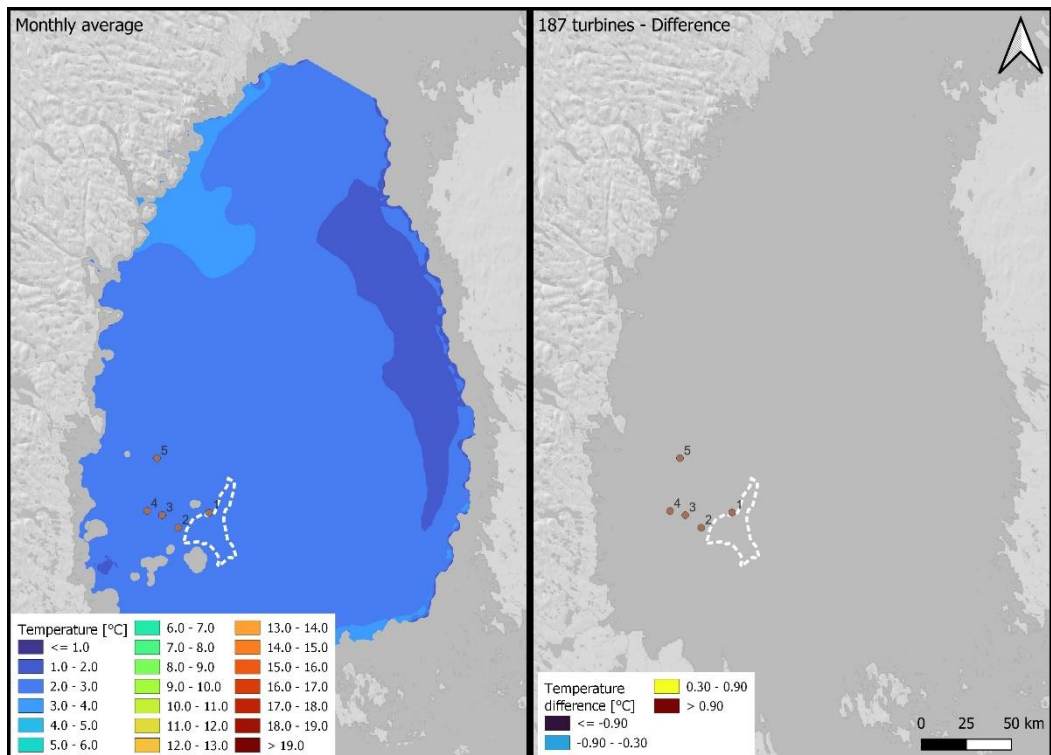 Monthly average
5
4
3
2
1
Temperature [°C]
<= 1.0
1.0 - 2.0
2.0 - 3.0
3.0 - 4.0
4.0 - 5.0
5.0 - 6.0
6.0 - 7.0
7.0 - 8.0
8.0 - 9.0
9.0 - 10.0
10.0 - 11.0
11.0 - 12.0
12.0 - 13.0
13.0 - 14.0
14.0 - 15.0
15.0 - 16.0
16.0 - 17.0
17.0 - 18.0
18.0 - 19.0
> 19.0
187 turbines - Difference
5
4
3
2
1
Temperature
difference [°C]
<= -0.90
-0.90 - -0.30
0.30 - 0.90
> 0.90
0 25 50 km